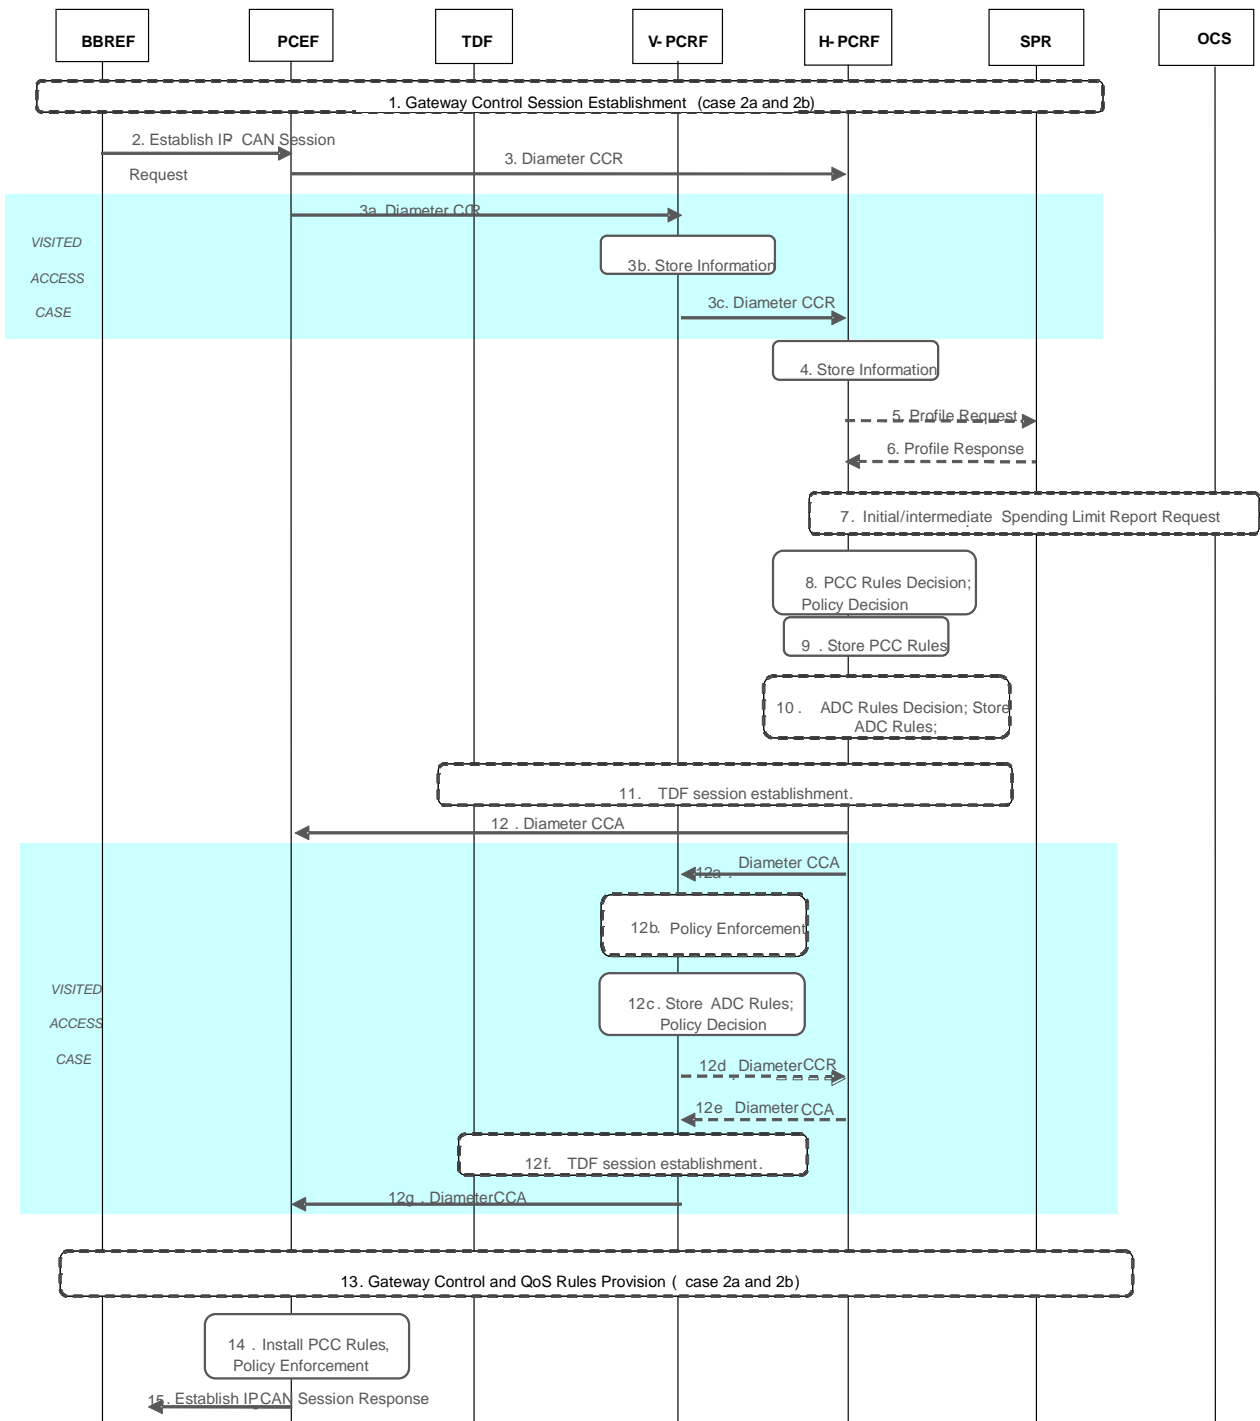 BBREF PCEF TDF V-PCRF H-PCRF SPR OCS
1. Gateway Control Session Establishment (case 2a and 2b)
2. Establish IP CAN Session
Request
3. Diameter CCR
3a. Diameter CCR
VISITED
ACCESS
CASE
3b. Store Information
3c. Diameter CCR
4. Store Information
5. Profile Request
6. Profile Response
7. Initial/intermediate Spending Limit Report Request
8. PCC Rules Decision;
Policy Decision
9 . Store PCC Rules
10 . ADC Rules Decision; Store
ADC Rules;
11. TDF session establishment.
12 . Diameter CCA
Diameter CCA
12a .
12b. Policy Enforcement
VISITED
ACCESS
CASE
12c. Store ADC Rules;
Policy Decision
12d . Diameter CCR
12e Diameter CCA
12f. TDF session establishment.
12g . Diameter CCA
13. Gateway Control and QoS Rules Provision ( case 2a and 2b)
14 . Install PCC Rules,
Policy Enforcement
15. Establish IP CAN Session Response